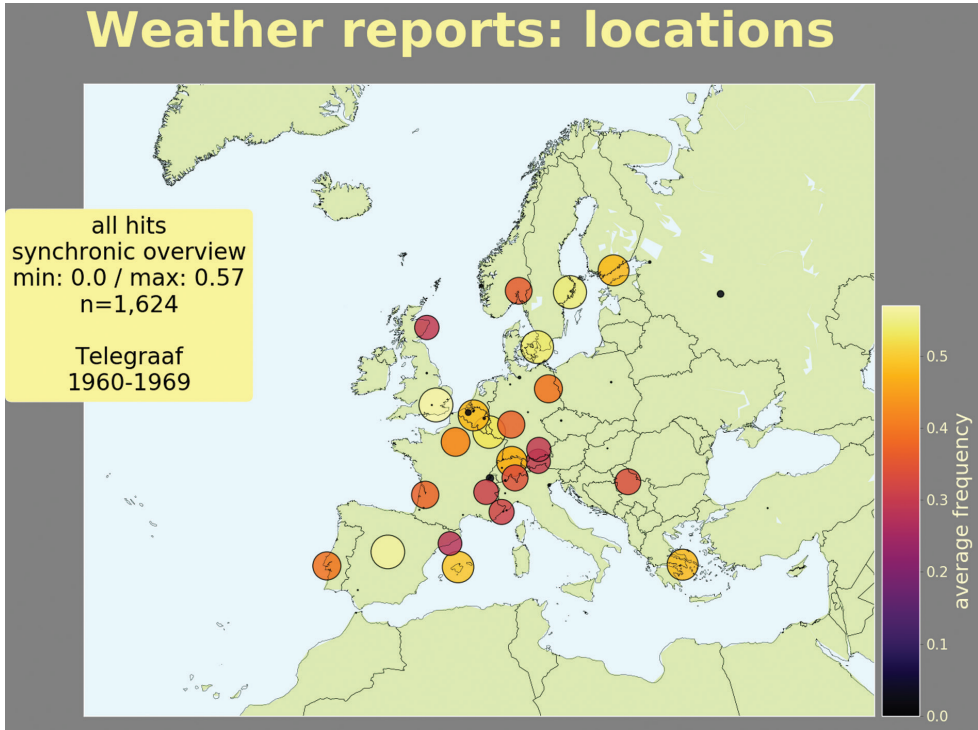 Weather reports: locations
all hits
synchronic overview
min: 0.0 / max: 0.57
n=1,624
Telegraaf
1960-1969
0.5
0.4
0.3
0.2
0.1
0.0
average frequency